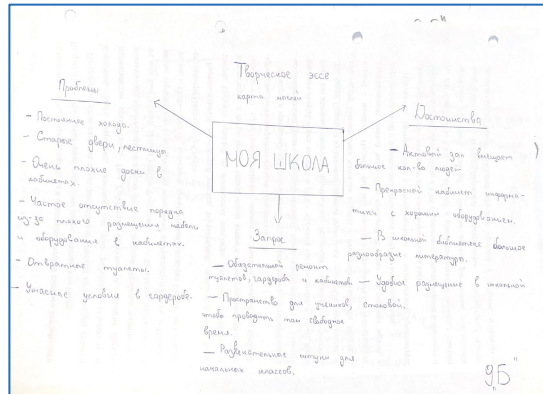 Творческое эссе
карта мыслей
МОЯ ШКОЛА
Проблемы
- Постоянные холода.
- Старые двери, лестницы
- Очень плохие доски в
кабинетах.
- Частое отсутствие порядка
из-за плохого размещения мебели
и оборудования в кабинетах.
- Отвратные туалеты.
- Ужасные условия в гардеробе.
Запрос
- Обязательный ремонт
туалетов, гардероба и кабинетов.
- Пространство для учеников,
чтобы проводить там свободное
время.
- Развлекательные штуки для
начальных классов.
Достоинства
- Актовый зал вмещает
большое кол-во людей
- Прекрасный кабинет информа-
тики с хорошим оборудованием.
- В школьной библиотеке большое
разнообразие литературы.
- Удобное размещение в школьной
столовой.
9 "Б"